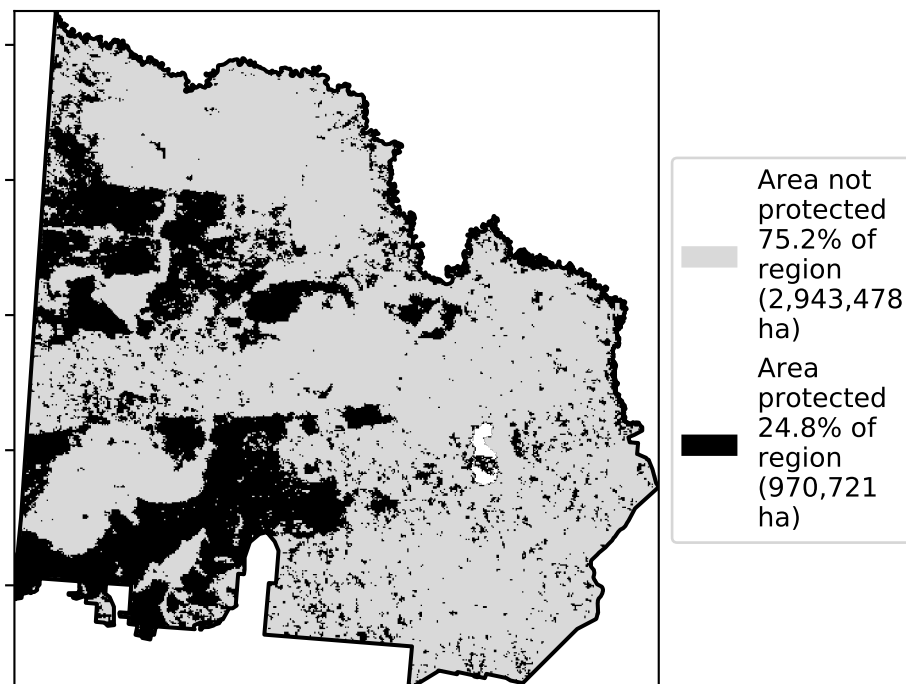 Area not
protected
75.2% of
region
(2,943,478
ha)
Area
protected
24.8% of
region
(970,721
ha)